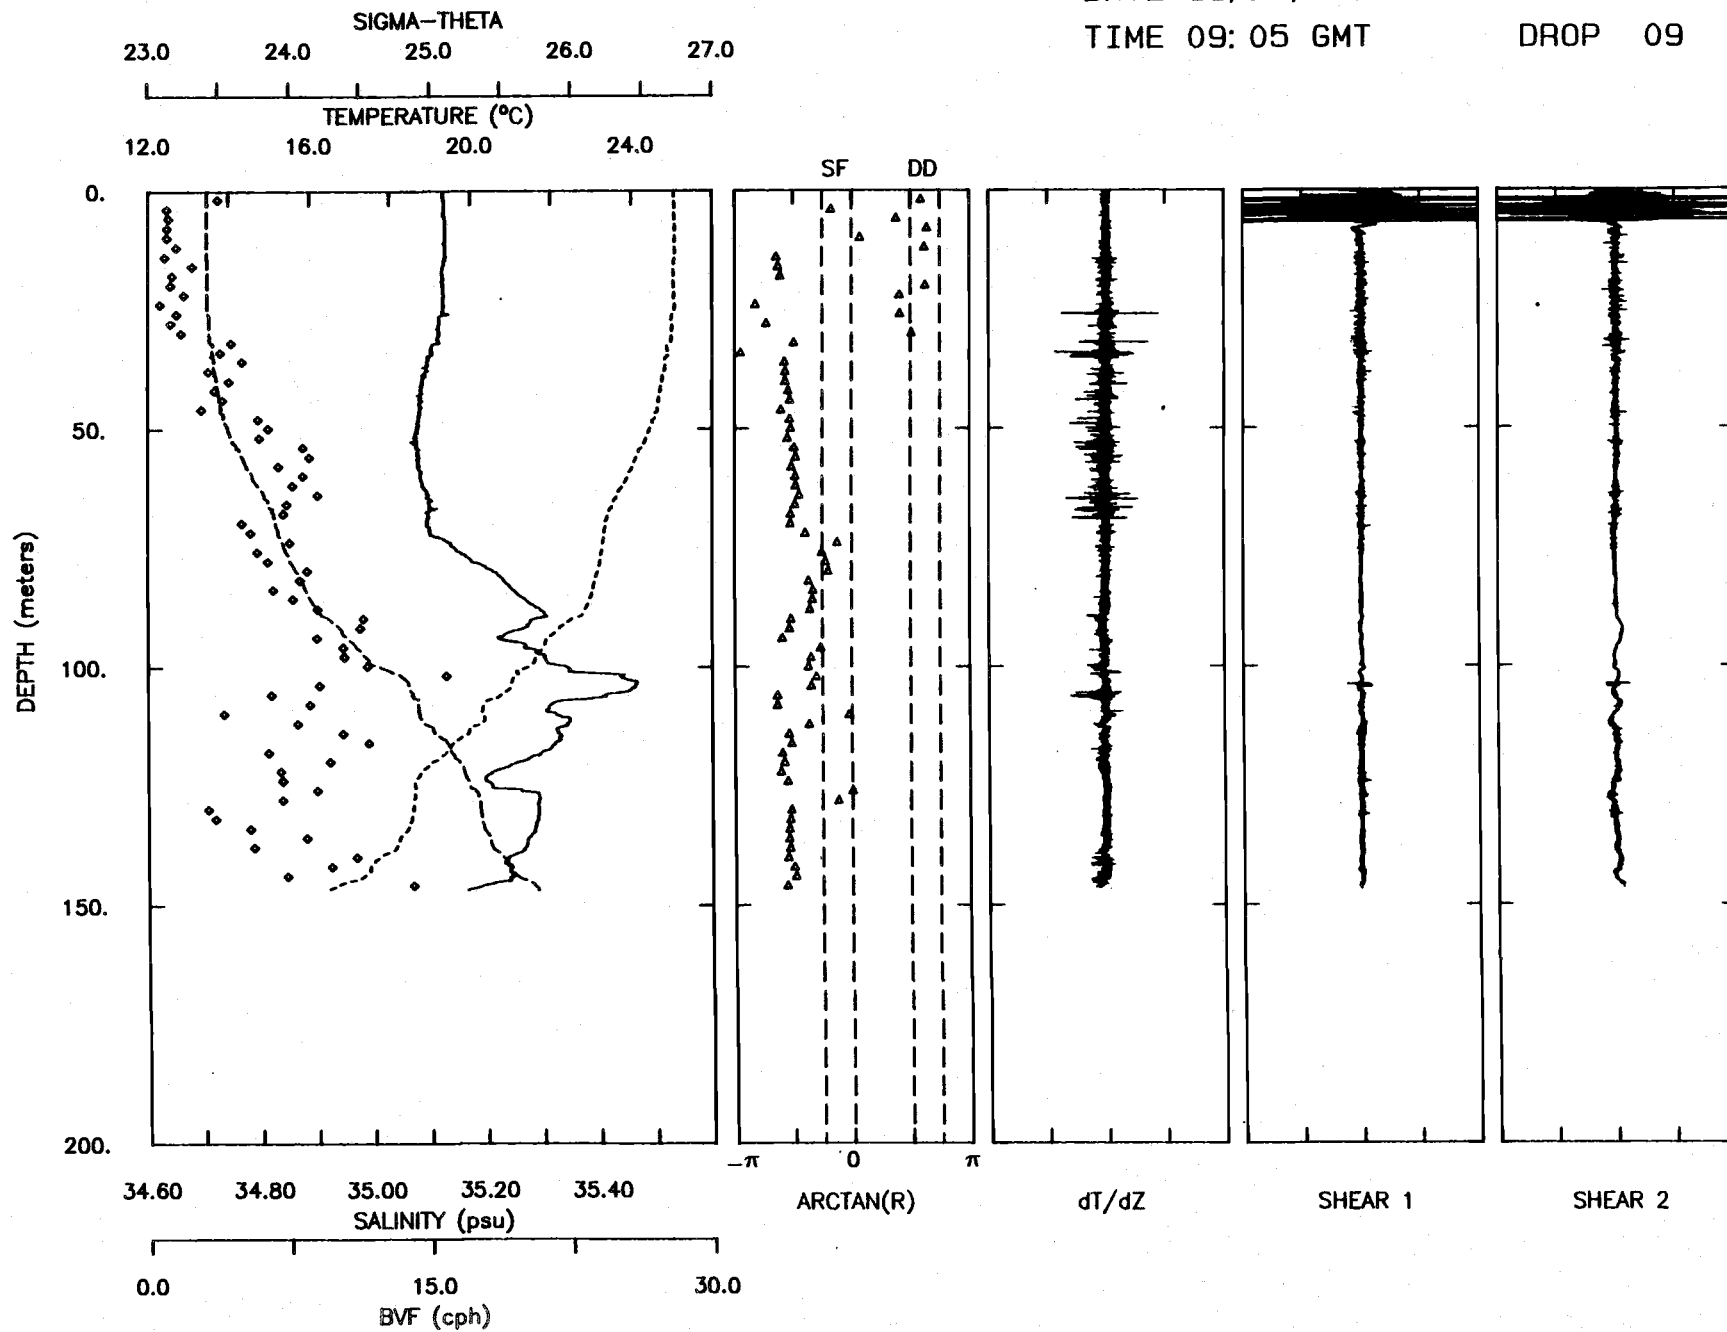 TIME 09:05 GMT DROP 09
SIGMA-THETA
23.0 24.0 25.0 26.0 27.0
TEMPERATURE (°C)
12.0 16.0 20.0 24.0
SF DD
0.
50.
100.
150.
200.
DEPTH (meters)
34.60 34.80 35.00 35.20 35.40
SALINITY (psu)
0.0 15.0 30.0
BVF (cph)
-π 0 π
ARCTAN(R)
dT/dZ
SHEAR 1
SHEAR 2